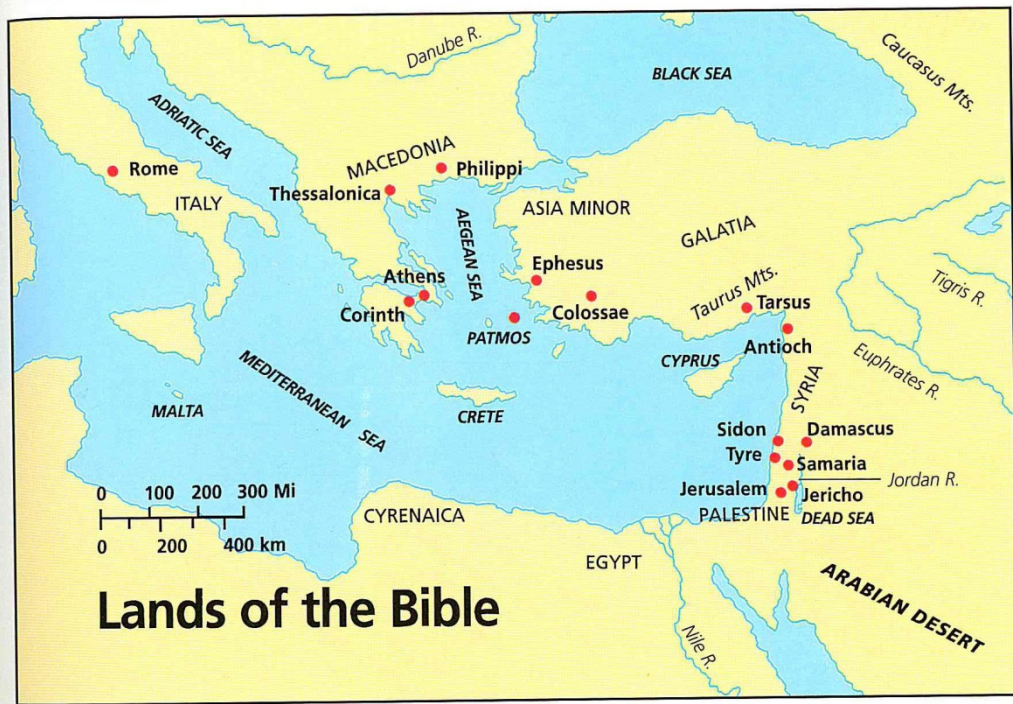 Danube R.
BLACK SEA
Caucasus Mts.
ADRIATIC SEA
MACEDONIA
Rome
Philippi
Thessalonica
ITALY
ASIA MINOR
AEGEAN SEA
GALATIA
Ephesus
Athens
Taurus Mts.
Tigris R.
Corinth
Colossae
Tarsus
PATMOS
Antioch
CYPRUS
Euphrates R.
MEDITERRANEAN SEA
SYRIA
MALTA
CRETE
Sidon
Damascus
Tyre
Samaria
Jordan R.
0 100 200 300 Mi
Jerusalem
Jericho
CYRENAICA
PALESTINE
DEAD SEA
0 200 400 km
EGYPT
ARABIAN DESERT
Lands of the Bible
Nile R.